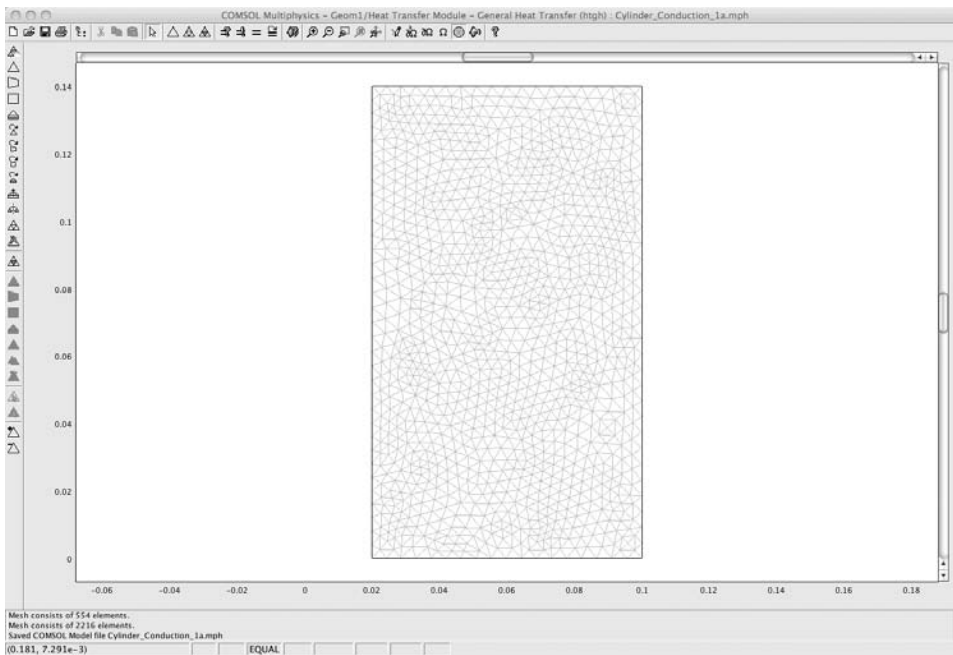 COMSOL Multiphysics - Geom1/Heat Transfer Module - General Heat Transfer (htgh) : Cylinder_Conduction_1a.mph
0.14
0.12
0.1
0.08
0.06
0.04
0.02
0
-0.06 -0.04 -0.02 0 0.02 0.04 0.06 0.08 0.1 0.12 0.14 0.16 0.18
Mesh consists of 554 elements.
Mesh consists of 2216 elements.
Saved COMSOL Model file Cylinder_Conduction_1a.mph
(0.181, 7.291e-3) EQUAL